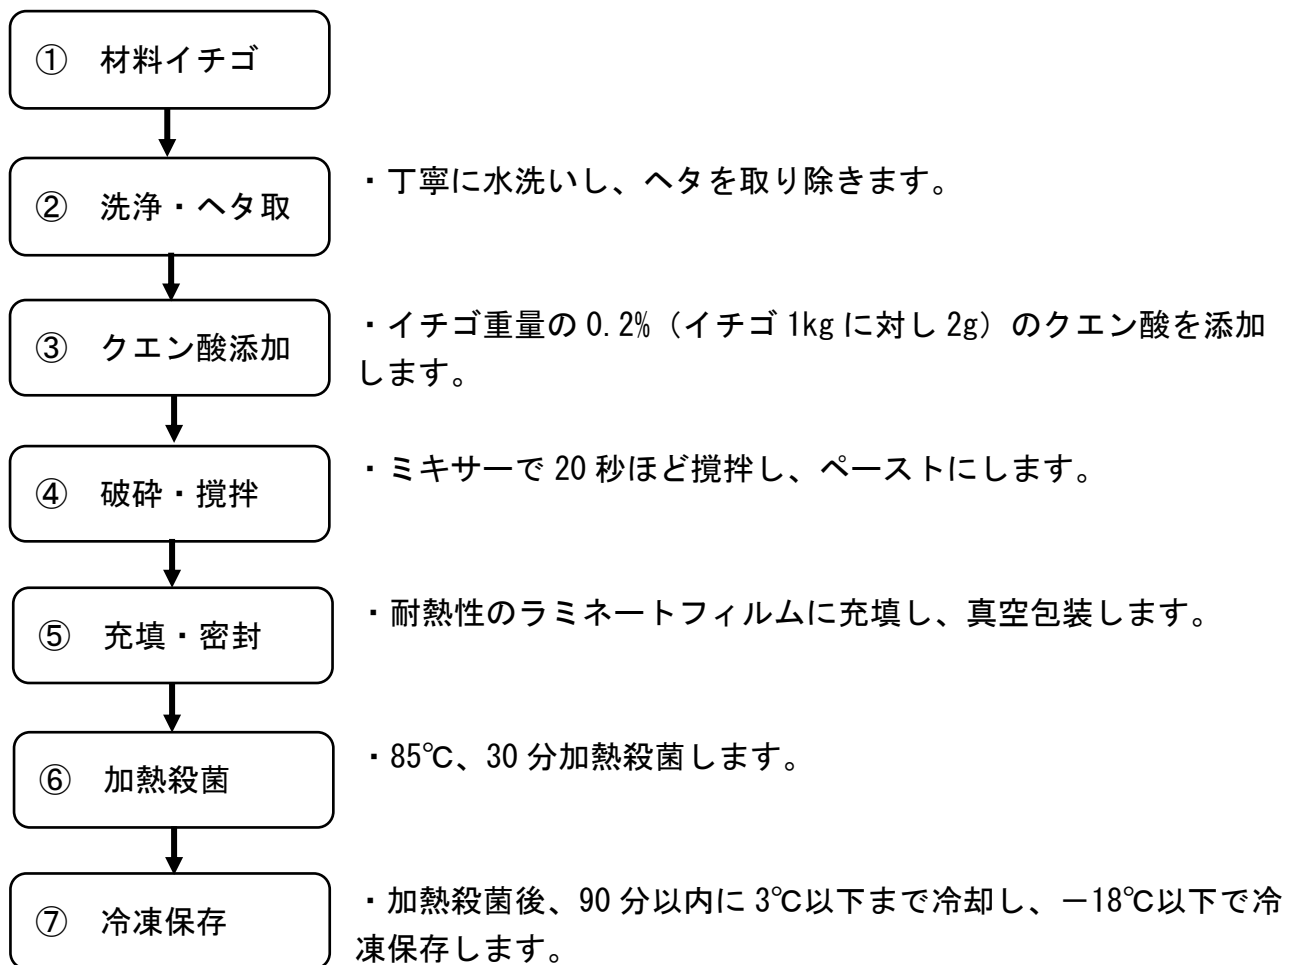 ① 材料イチゴ
② 洗浄・ヘタ取
・丁寧に水洗いし、ヘタを取り除きます。
③ クエン酸添加
・イチゴ重量の 0.2%（イチゴ 1kg に対し 2g）のクエン酸を添加
します。
④ 破砕・撹拌
・ミキサーで 20 秒ほど撹拌し、ペーストにします。
⑤ 充填・密封
・耐熱性のラミネートフィルムに充填し、真空包装します。
⑥ 加熱殺菌
・85℃、30 分加熱殺菌します。
⑦ 冷凍保存
・加熱殺菌後、90 分以内に 3℃以下まで冷却し、－18℃以下で冷
凍保存します。